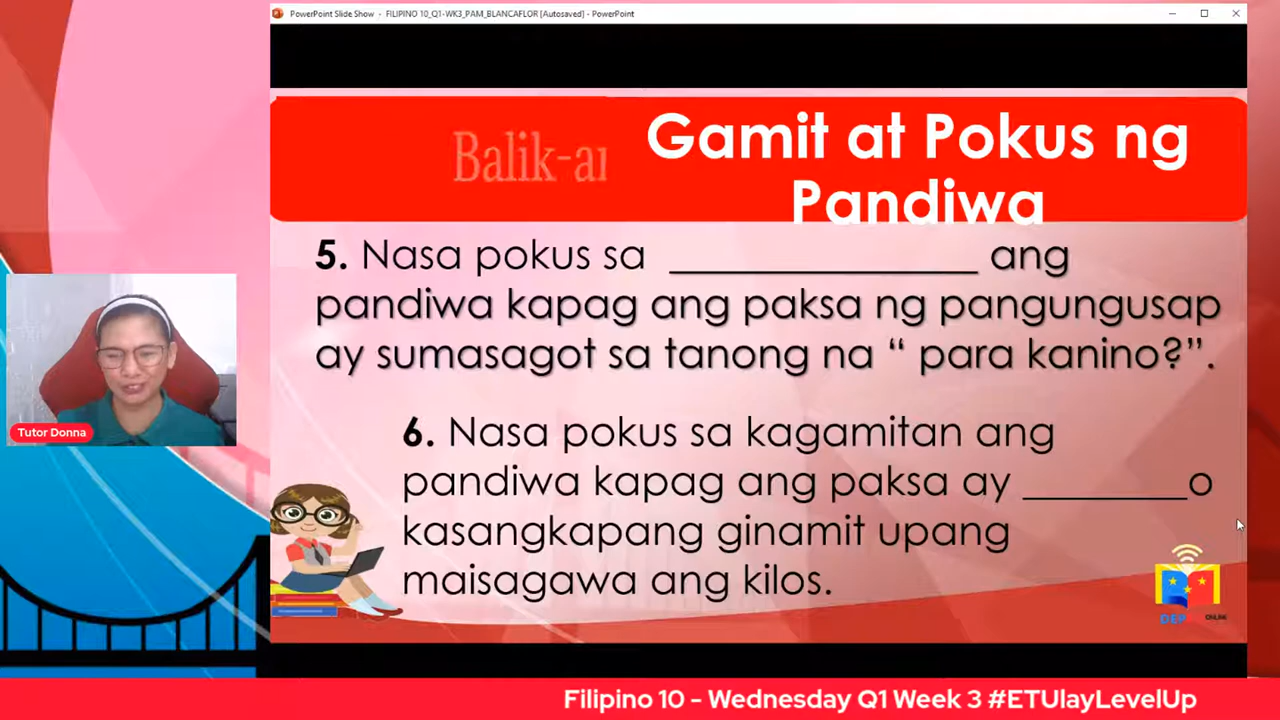 PowerPoint Slide Show - FILIPINO 10_Q1-WK3_PAM_BLANCAFLOR [Autosaved] - PowerPoint
Balik-ar
Gamit at Pokus ng
Pandiwa
5. Nasa pokus sa ______________ ang
pandiwa kapag ang paksa ng pangungusap
ay sumasagot sa tanong na “ para kanino?”.
6. Nasa pokus sa kagamitan ang
pandiwa kapag ang paksa ay ________o
kasangkapang ginamit upang
maisagawa ang kilos.
Tutor Donna
Filipino 10 - Wednesday Q1 Week 3 #ETUlayLevelUp